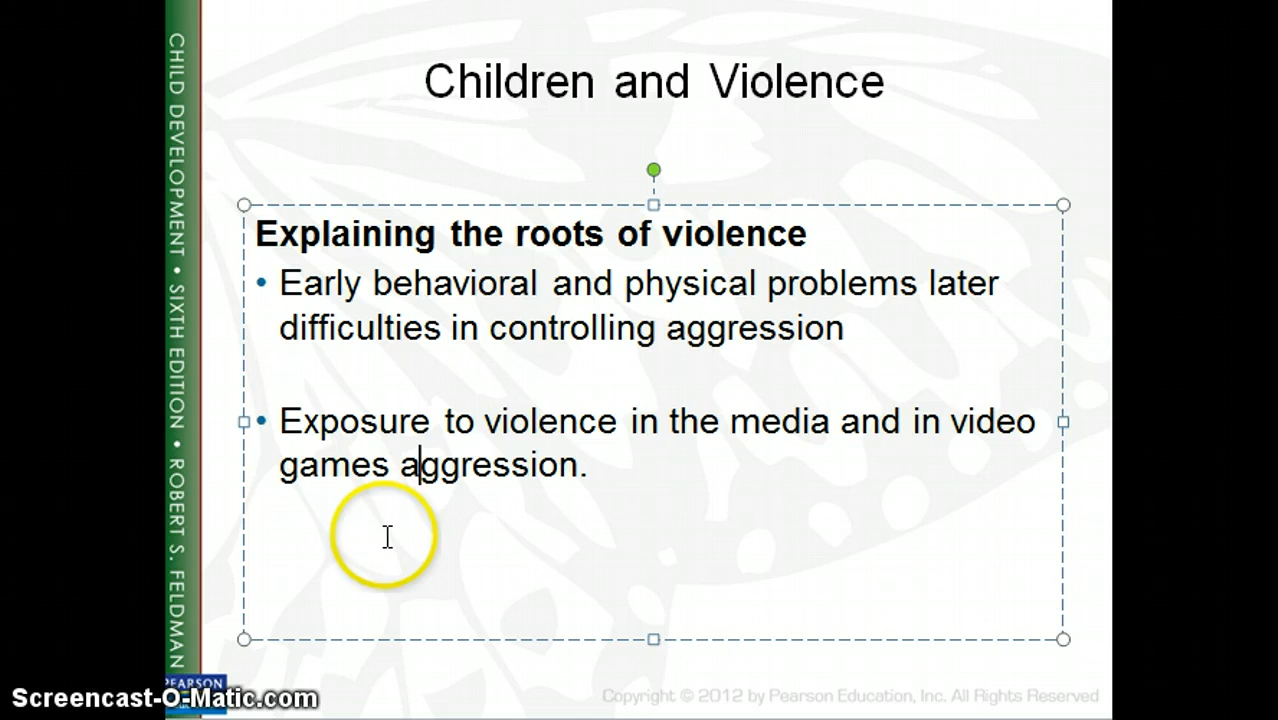 CHILD DEVELOPMENT • SIXTH EDITION • ROBERT S. FELDMAN
Children and Violence
Explaining the roots of violence
• Early behavioral and physical problems later
difficulties in controlling aggression
• Exposure to violence in the media and in video
games aggression.
PEARSON
Screencast-O-Matic.com
Copyright © 2012 by Pearson Education, Inc. All Rights Reserved